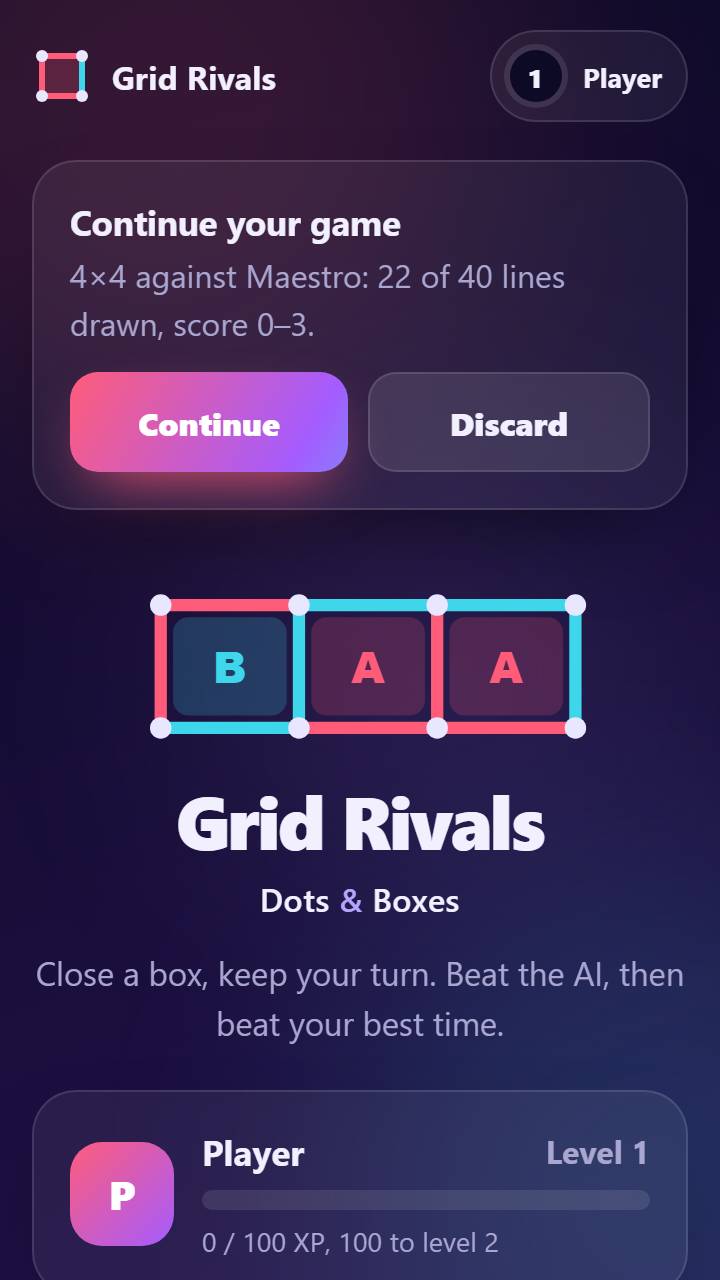 Grid Rivals
1 Player
Continue your game
4×4 against Maestro: 22 of 40 lines
drawn, score 0–3.
Continue Discard
B A A
Grid Rivals
Dots & Boxes
Close a box, keep your turn. Beat the AI, then
beat your best time.
P
Player Level 1
0 / 100 XP, 100 to level 2